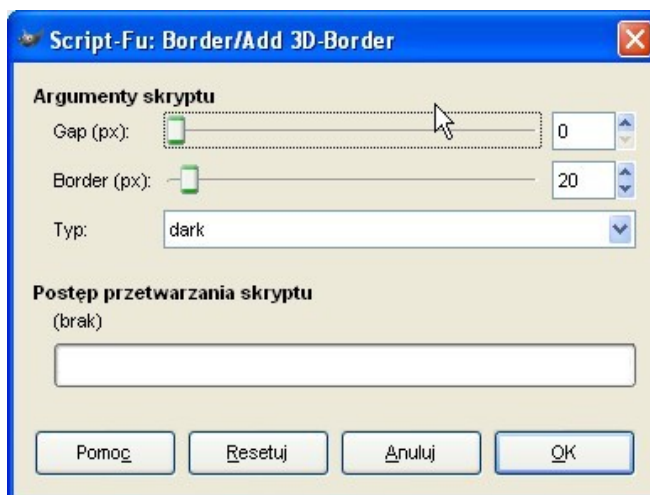 Script-Fu: Border/Add 3D-Border
Argumenty skryptu
Gap (px): 0
Border (px): 20
Typ: dark
Postęp przetwarzania skryptu
(brak)
Pomoc Resetuj Anuluj OK